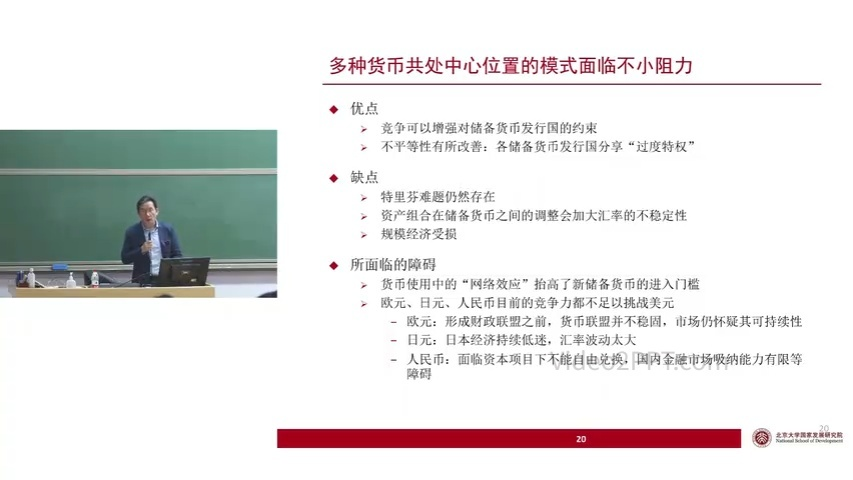 多种货币共处中心位置的模式面临不小阻力
◆ 优点
➢ 竞争可以增强对储备货币发行国的约束
➢ 不平等性有所改善：各储备货币发行国分享“过度特权”
◆ 缺点
➢ 特里芬难题仍然存在
➢ 资产组合在储备货币之间的调整会加大汇率的不稳定性
➢ 规模经济受损
◆ 所面临的障碍
➢ 货币使用中的“网络效应”抬高了新储备货币的进入门槛
➢ 欧元、日元、人民币目前的竞争力都不足以挑战美元
– 欧元：形成财政联盟之前，货币联盟并不稳固，市场仍怀疑其可持续性
– 日元：日本经济持续低迷，汇率波动太大
– 人民币：面临资本项目下不能自由兑换，国内金融市场吸纳能力有限等
障碍
video2PPT.com
20
20
北京大学国家发展研究院
National School of Development